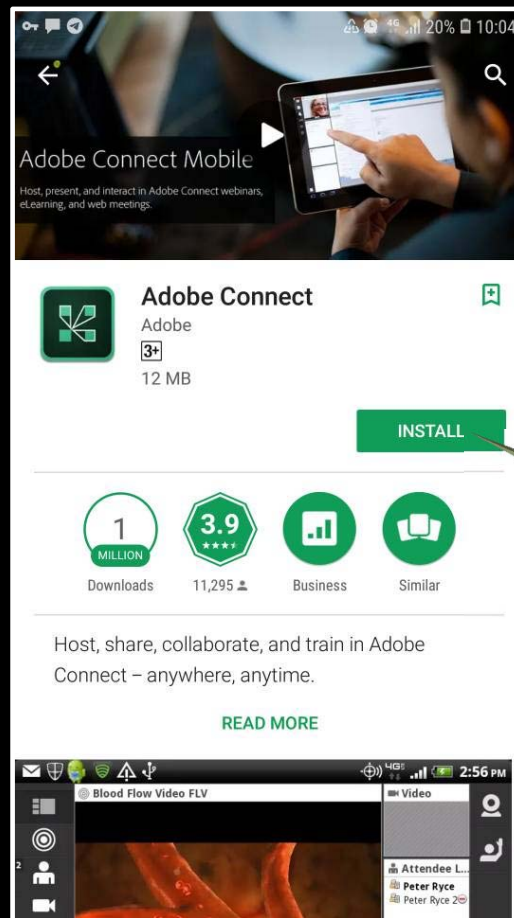 20% 10:04
Adobe Connect Mobile
Host, present, and interact in Adobe Connect webinars,
eLearning, and web meetings.
Adobe Connect
Adobe
3+
12 MB
INSTALL
1
MILLION
3.9
Downloads
11,295
Business
Similar
Host, share, collaborate, and train in Adobe
Connect – anywhere, anytime.
READ MORE
4G 2:56 PM
Blood Flow Video FLV
Video
Attendee L...
2
Peter Ryce
Peter Ryce 2